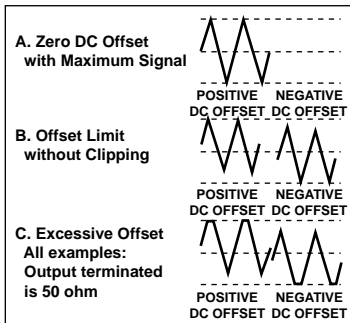 A. Zero DC Offset
with Maximum Signal
POSITIVE NEGATIVE
DC OFFSET DC OFFSET
B. Offset Limit
without Clipping
POSITIVE NEGATIVE
DC OFFSET DC OFFSET
C. Excessive Offset
All examples:
Output terminated
is 50 ohm
POSITIVE NEGATIVE
DC OFFSET DC OFFSET